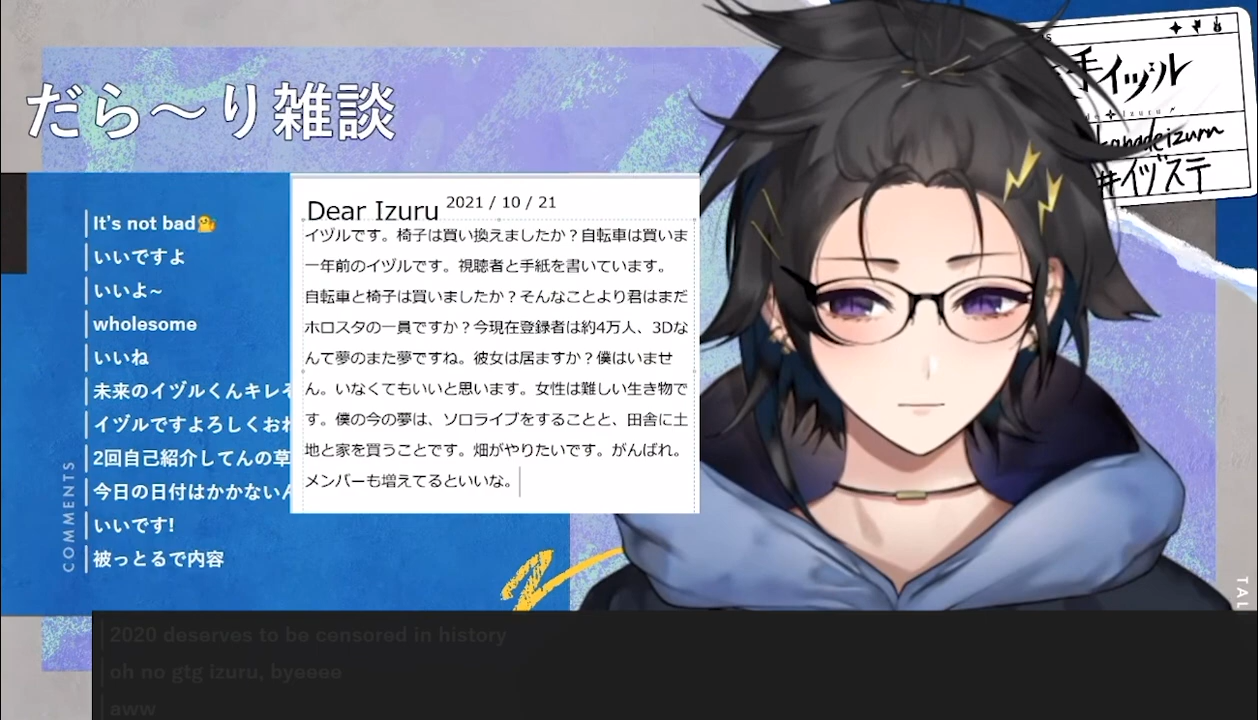 だら〜り雑談
It's not bad
いいですよ
いいよ~
wholesome
いいね
未来のイヅルくんキレ
イヅルですよろしくお
2回自己紹介してんの草
今日の日付はかかない
いいです!
被っとるで内容
COMMENTS
Dear Izuru
2021 / 10 / 21
イヅルです。椅子は買い換えましたか？自転車は買いま
一年前のイヅルです。視聴者と手紙を書いています。
自転車と椅子は買いましたか？そんなことより君はまだ
ホロスタの一員ですか？今現在登録者は約4万人、3Dな
んて夢のまた夢ですね。彼女は居ますか？僕はいませ
ん。いなくてもいいと思います。女性は難しい生き物で
す。僕の今の夢は、ソロライブをすることと、田舎に土
地と家を買うことです。畑がやりたいです。がんばれ。
メンバーも増えてるといいな。
手イヅル
Izuru
kanadeizuru
#イヅステ
TAL
2020 deserves to be censored in history
oh no gtg izuru, byeeee
aww